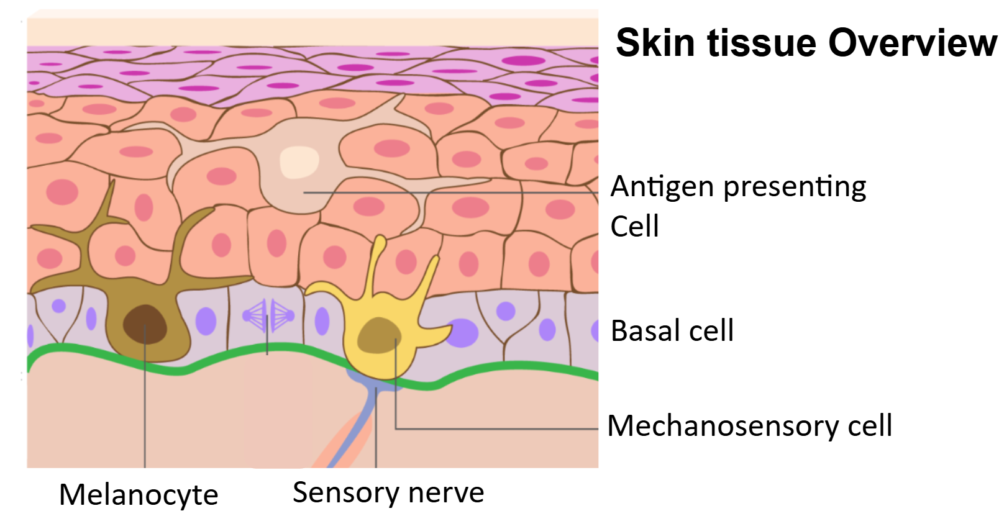 Skin tissue Overview
Antigen presenting
Cell
Basal cell
Mechanosensory cell
Melanocyte
Sensory nerve